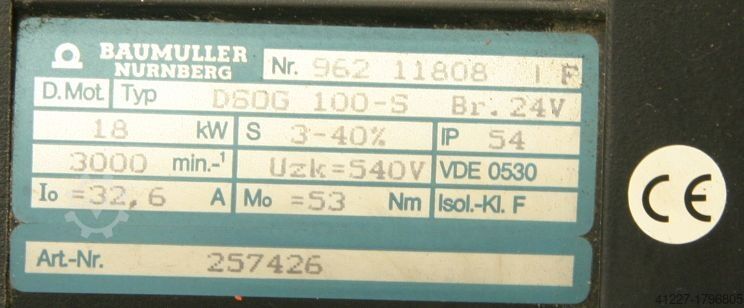 BAUMULLER
NURNBERG
Nr. 962 11808 I F
D.Mot. Typ DSOG 100-S Br.24V
18 kW S 3-40% IP 54
3000 min.-¹ Uzk=540V VDE 0530
Io =32,6 A Mo =53 Nm Isol.-Kl. F
Art.-Nr. 257426
CE
41227-1796805